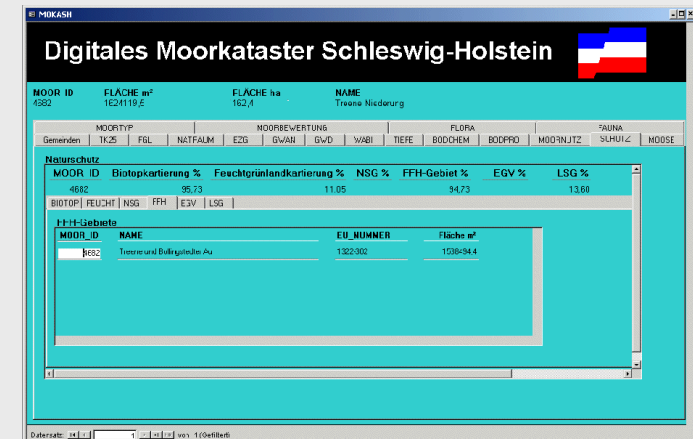 MOKASH
Digitales Moorkataster Schleswig-Holstein
MOOR ID FLÄCHE m² FLÄCHE ha NAME
4682 1624119,6 162,4 Treene Niederung
MOORTYP MOORBEWERTUNG FLORA FAUNA
Gemeinden TK25 FGL NATRAUM EZG GWAN GWD WABI TIEFE BODCHEM BODPRO MOORNUTZ SCHUTZ MOOSE
Naturschutz
MOOR ID Biotopkartierung % Feuchtgrünlandkartierung % NSG % FFH-Gebiet % EGV % LSG %
4682 95,73 11.05 94,73 13,60
BIOTOP FEUCHT NSG FFH EGV LSG
FFH-Gebiete
MOOR_ID NAME EU_NUMMER Fläche m²
4682 Treene und Bollingstedter Au 1322-302 1538494,4
Datensatz: 1 von 1 (Gefiltert)